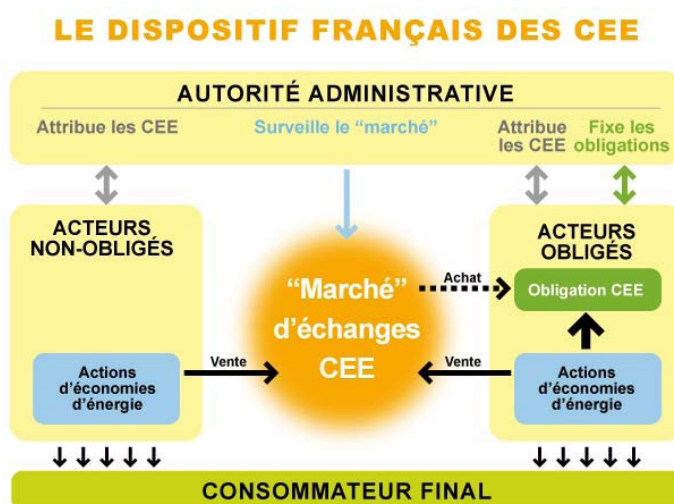 LE DISPOSITIF FRANÇAIS DES CEE
AUTORITÉ ADMINISTRATIVE
Attribue les CEE
Surveille le “marché”
Attribue
les CEE
Fixe les
obligations
ACTEURS
NON-OBLIGÉS
ACTEURS
OBLIGÉS
“Marché”
d’échanges
CEE
Achat
Obligation CEE
Vente
Vente
Actions
d’économies
d’énergie
Actions
d’économies
d’énergie
CONSOMMATEUR FINAL